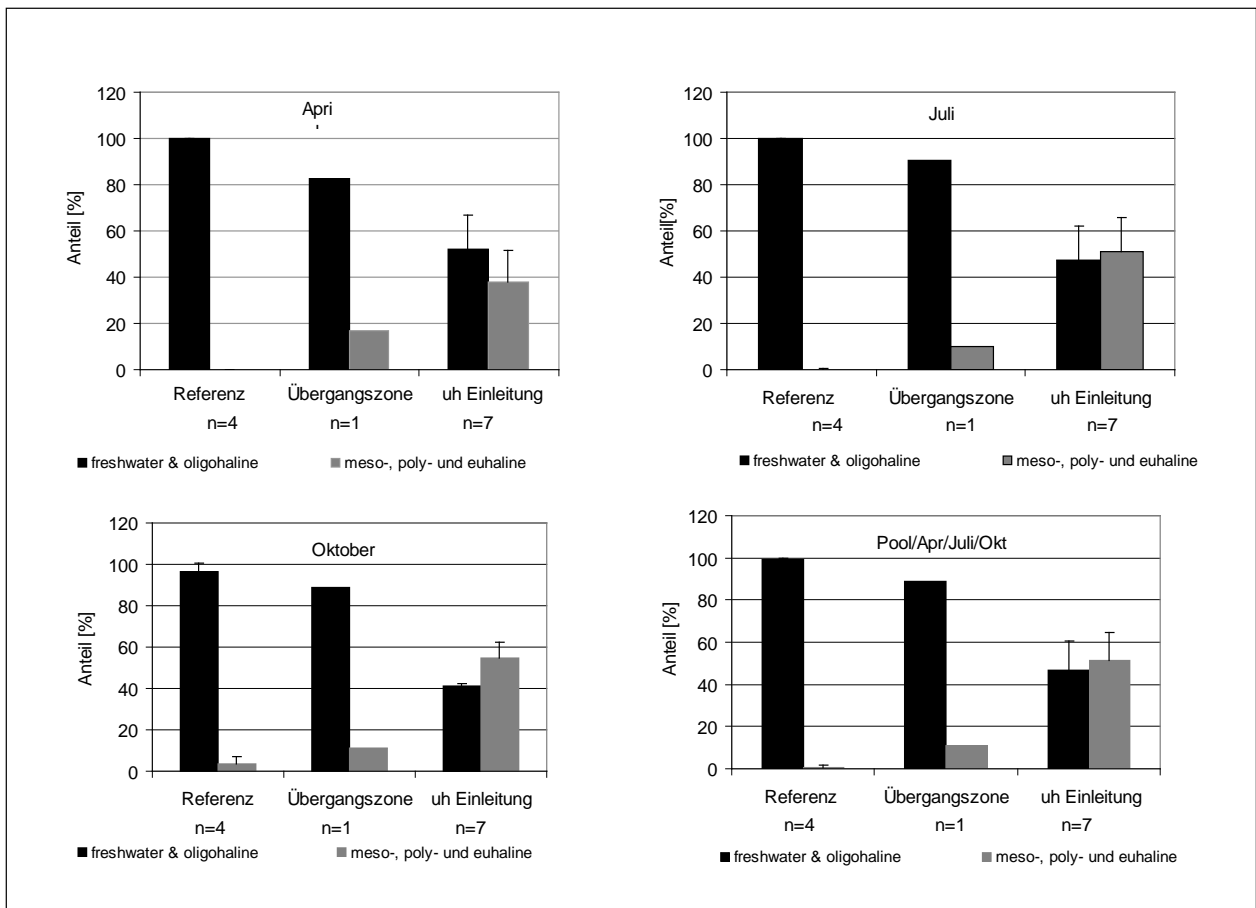 Apri
'
Anteil [%]
120
100
80
60
40
20
0
Referenz Übergangszone uh Einleitung
n=4 n=1 n=7
freshwater & oligohaline meso-, poly- und euhaline
Juli
Anteil[%]
120
100
80
60
40
20
0
Referenz Übergangszone uh Einleitung
n=4 n=1 n=7
freshwater & oligohaline meso-, poly- und euhaline
Oktober
Anteil [%]
120
100
80
60
40
20
0
Referenz Übergangszone uh Einleitung
n=4 n=1 n=7
freshwater & oligohaline meso-, poly- und euhaline
Pool/Apr/Juli/Okt
Anteil [%]
120
100
80
60
40
20
0
Referenz Übergangszone uh Einleitung
n=4 n=1 n=7
freshwater & oligohaline meso-, poly- und euhaline